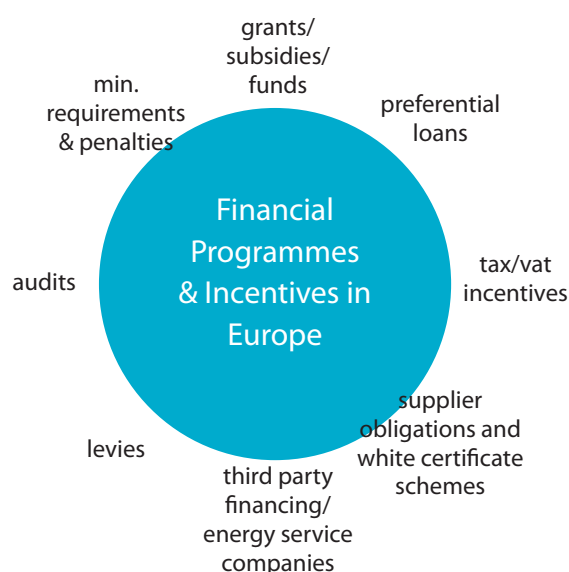 grants/
subsidies/
funds
preferential
loans
tax/vat
incentives
supplier
obligations and
white certificate
schemes
third party
financing/
energy service
companies
levies
audits
min.
requirements
& penalties
Financial
Programmes
& Incentives in
Europe